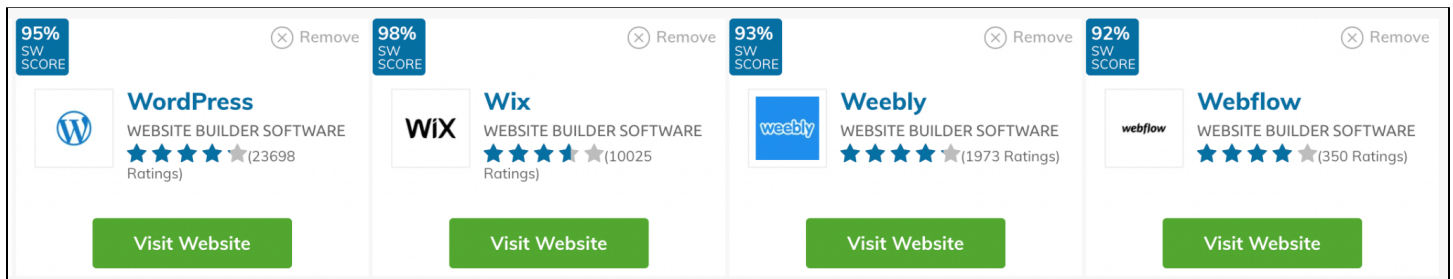 95%
SW
SCORE
Remove
WordPress
WEBSITE BUILDER SOFTWARE
(23698
Ratings)
Visit Website
98%
SW
SCORE
Remove
WiX
Wix
WEBSITE BUILDER SOFTWARE
(10025
Ratings)
Visit Website
93%
SW
SCORE
Remove
weebly
Weebly
WEBSITE BUILDER SOFTWARE
(1973 Ratings)
Visit Website
92%
SW
SCORE
Remove
webflow
Webflow
WEBSITE BUILDER SOFTWARE
(350 Ratings)
Visit Website